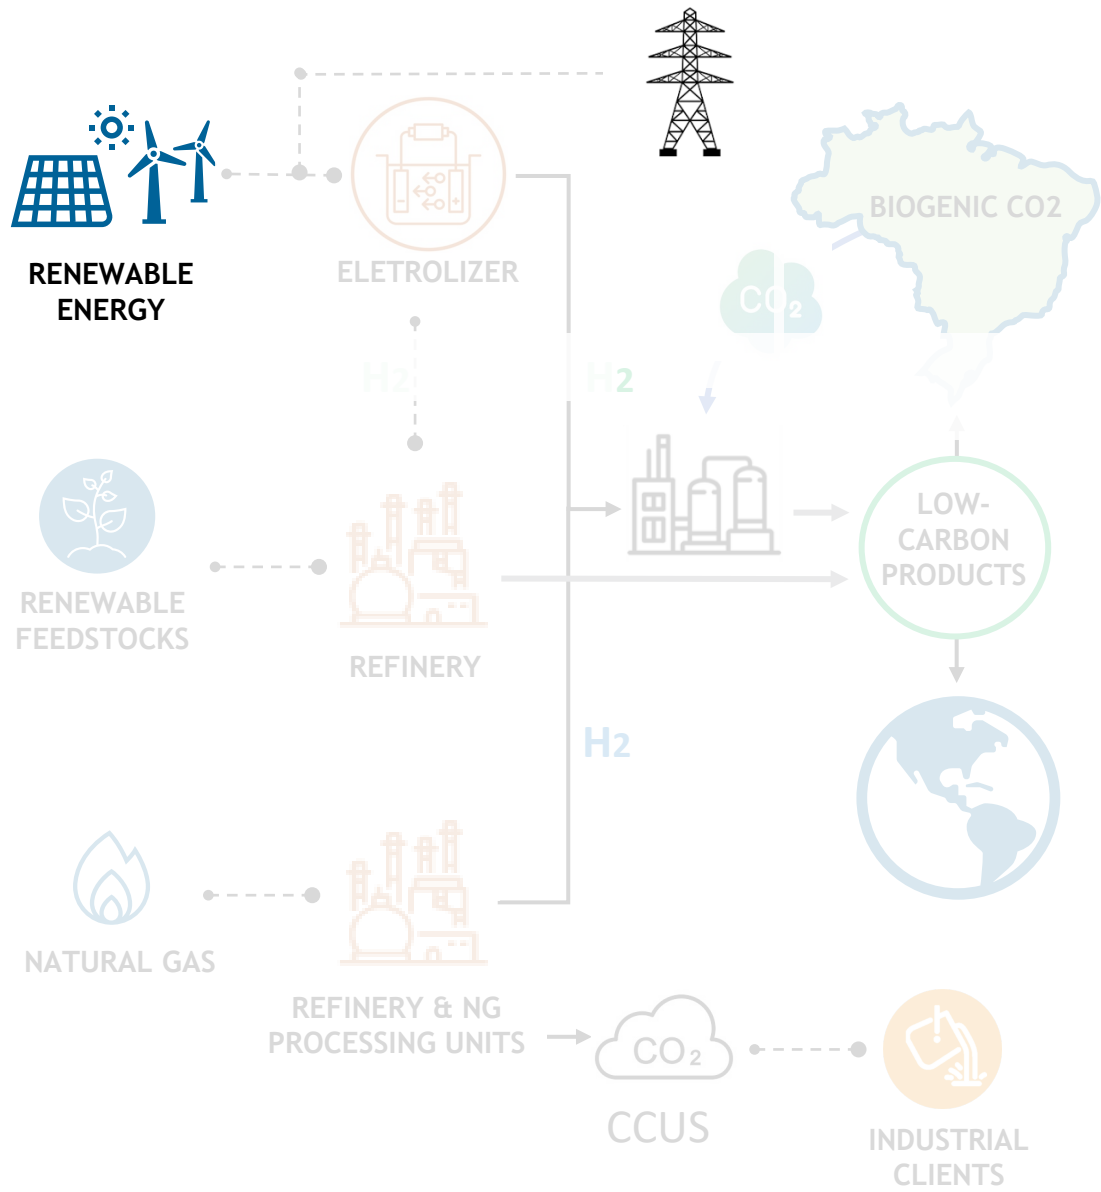 BIOGENIC CO2
RENEWABLE
ENERGY
ELETROLIZER
CO2
H2
H2
RENEWABLE
FEEDSTOCKS
REFINERY
LOW-
CARBON
PRODUCTS
H2
NATURAL GAS
REFINERY & NG
PROCESSING UNITS
CO2
CCUS
INDUSTRIAL
CLIENTS